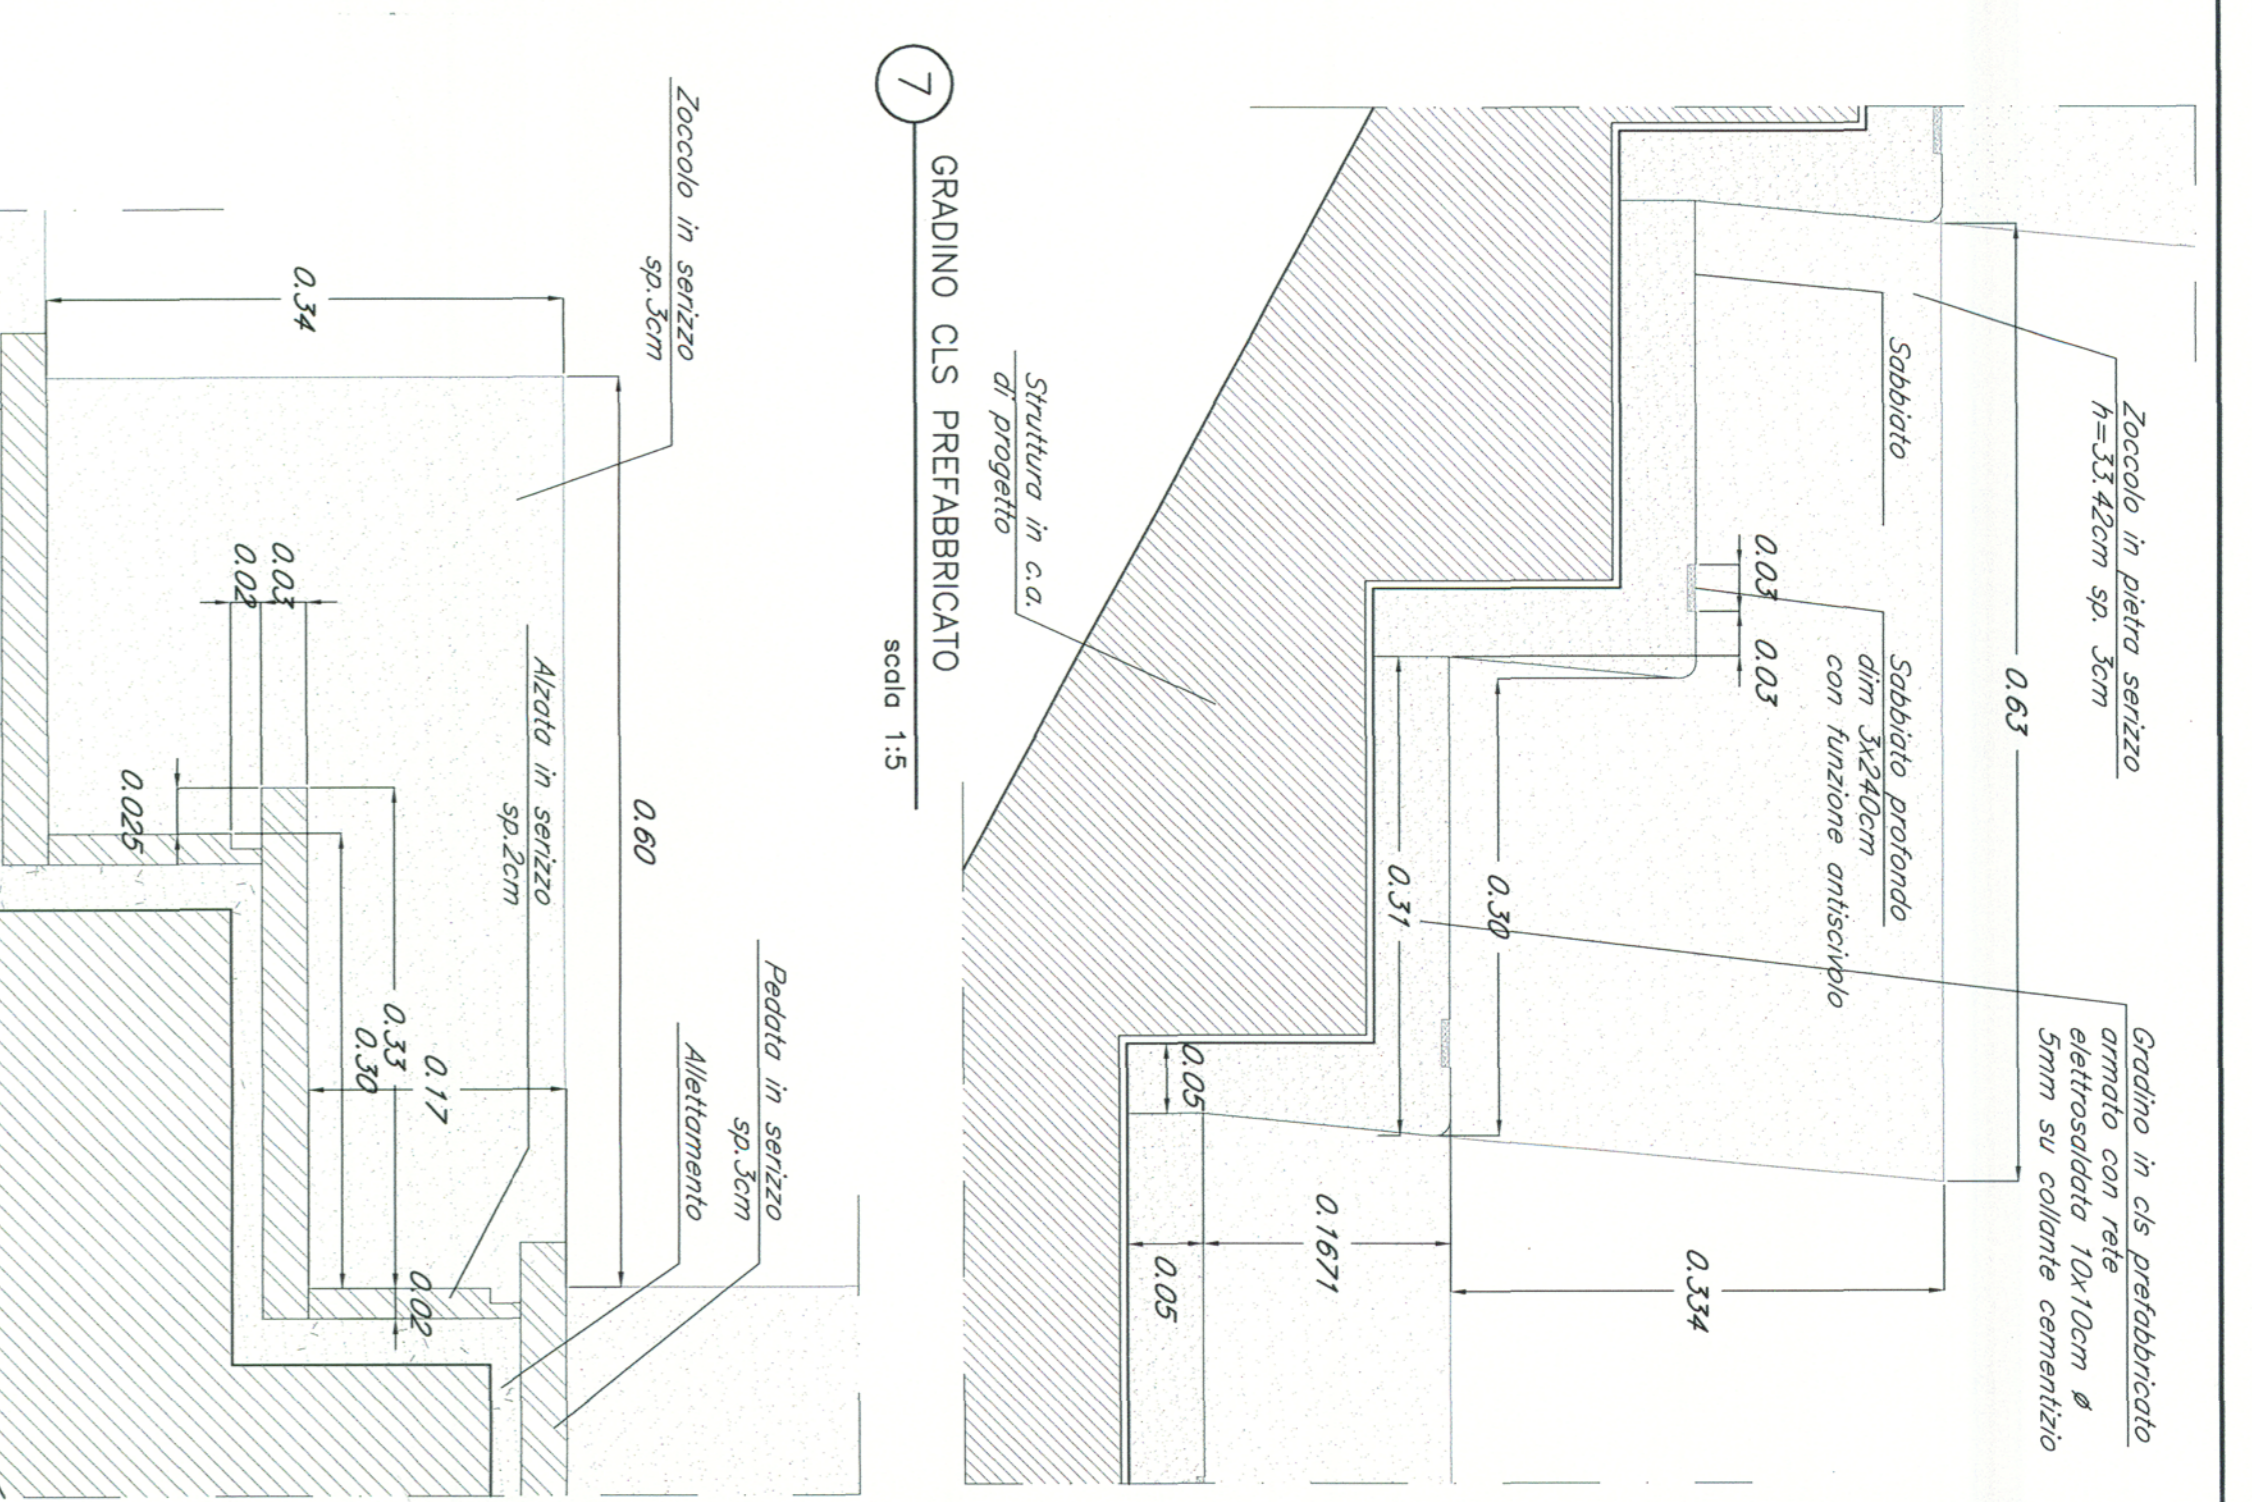 Zoccolo in pietra serizzo
h=33.42cm sp. 3cm
Gradino in cls prefabbricato
armato con rete
elettrosaldata 10x10cm ø
5mm su collante cementizio
0.63
Sabbiato
Sabbiato profondo
dim 3x240cm
con funzione antiscivolo
0.03
0.03
0.334
0.30
0.31
0.1671
0.05
0.05
Struttura in c.a.
di progetto
7
GRADINO CLS PREFABBRICATO
scala 1:5
Zoccolo in serizzo
sp.3cm
Pedata in serizzo
sp.3cm
Allettamento
0.60
Alzata in serizzo
sp.2cm
0.34
0.17
0.33
0.30
0.02
0.03
0.02
0.025